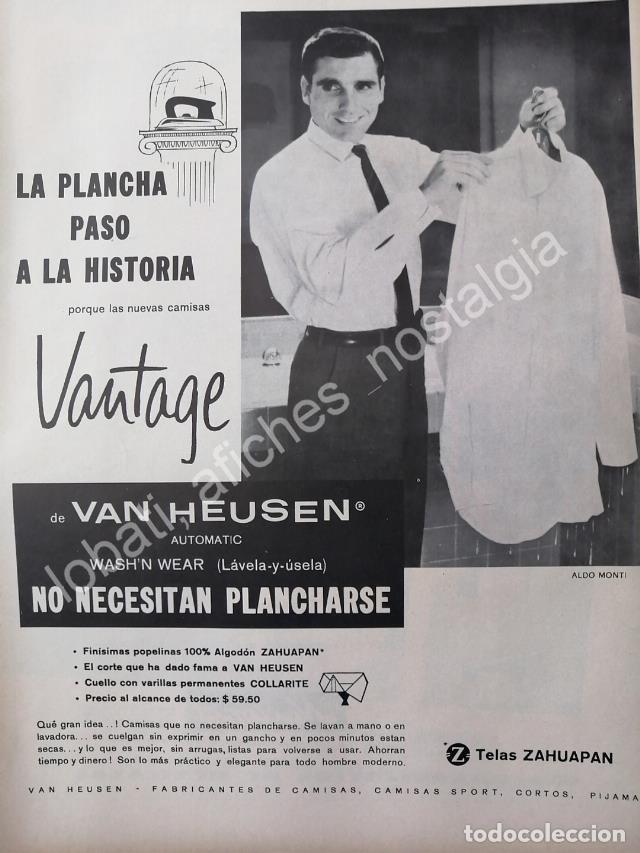 LA PLANCHA
PASO
A LA HISTORIA
porque las nuevas camisas
Vantage
de VAN HEUSEN®
AUTOMATIC
WASH'N WEAR (Lávela-y-úsela)
NO NECESITAN PLANCHARSE
ALDO MONTI
• Finísimas popelinas 100% Algodón ZAHUAPAN*
• El corte que ha dado fama a VAN HEUSEN
• Cuello con varillas permanentes COLLARITE
• Precio al alcance de todos: $ 59.50
Qué gran idea..! Camisas que no necesitan plancharse. Se lavan a mano o en
lavadora... se cuelgan sin exprimir en un gancho y en pocos minutos estan
secas...y lo que es mejor, sin arrugas, listas para volverse a usar. Ahorran
tiempo y dinero! Son lo más práctico y elegante para todo hombre moderno.
Z Telas ZAHUAPAN
VAN HEUSEN - FABRICANTES DE CAMISAS, CAMISAS SPORT, CORTOS, PIJAMA
lobati, afiches nostalgia
todocoleccion